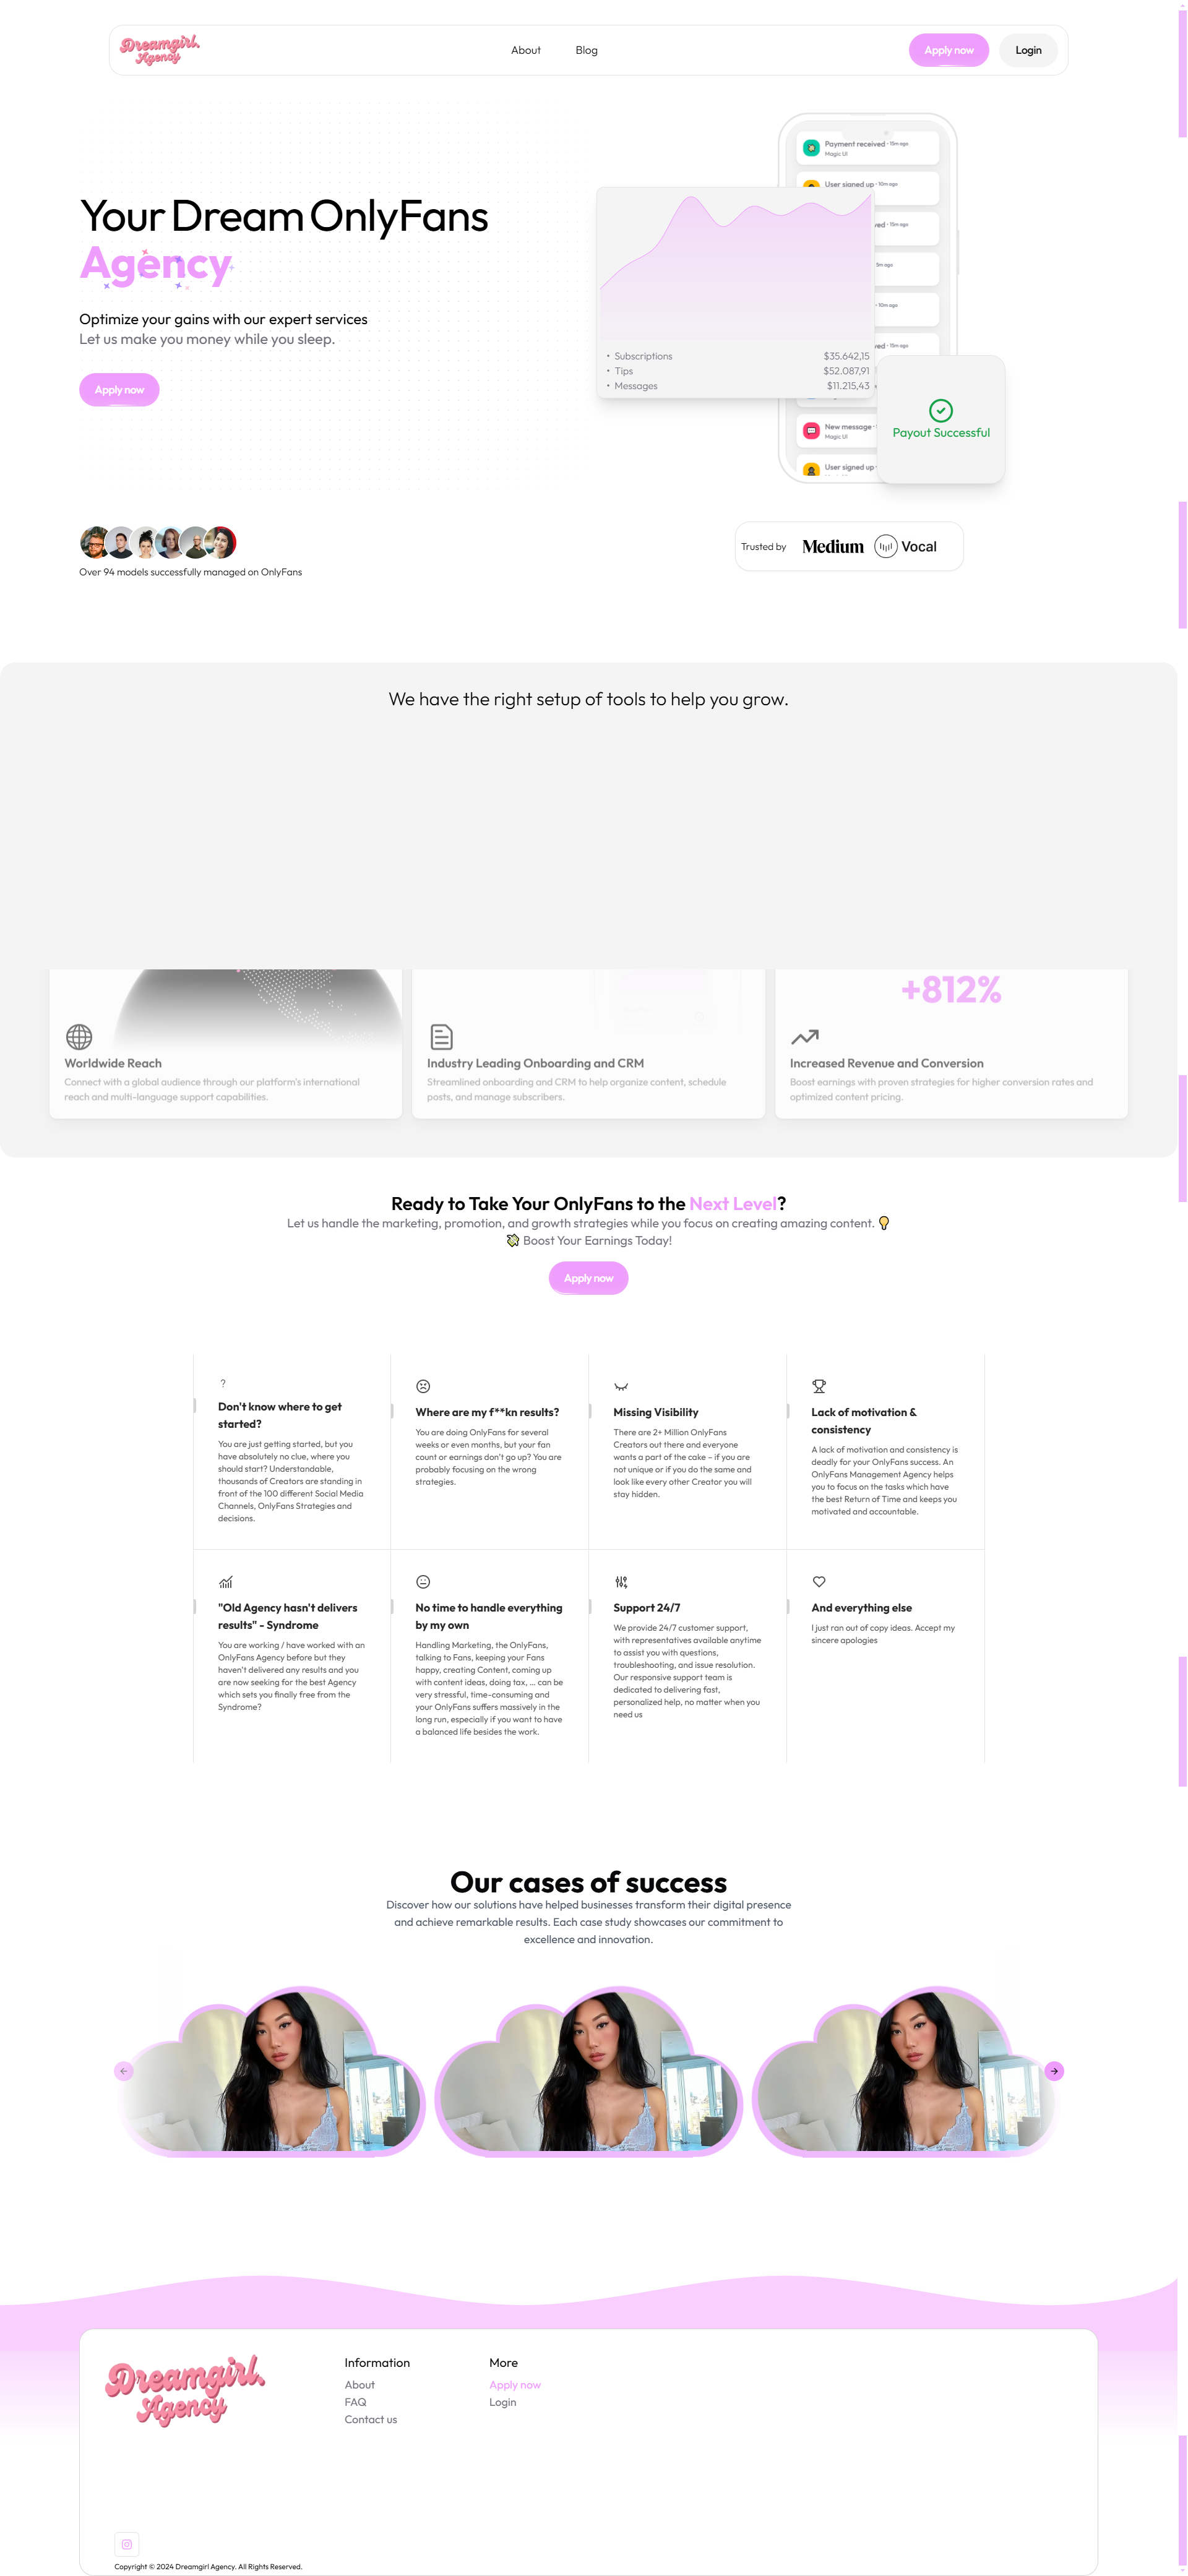 Dreamgirl.
Agency
About
Blog
Apply now
Login
Payment received · 15m ago
Magic UI
User signed up · 10m ago
Your Dream OnlyFans
Agency
Optimize your gains with our expert services
Let us make you money while you sleep.
Apply now
• Subscriptions $35.642,15
• Tips $52.087,91
• Messages $11.215,43
Payout Successful
New message ·
Magic UI
User signed up ·
Over 94 models successfully managed on OnlyFans
Trusted by
Medium
Vocal
We have the right setup of tools to help you grow.
+812%
Worldwide Reach
Connect with a global audience through our platform's international
reach and multi-language support capabilities.
Industry Leading Onboarding and CRM
Streamlined onboarding and CRM to help organize content, schedule
posts, and manage subscribers.
Increased Revenue and Conversion
Boost earnings with proven strategies for higher conversion rates and
optimized content pricing.
Ready to Take Your OnlyFans to the Next Level?
Let us handle the marketing, promotion, and growth strategies while you focus on creating amazing content. 💡
💸 Boost Your Earnings Today!
Apply now
Don't know where to get
started?
You are just getting started, but you
have absolutely no clue, where you
should start? Understandable,
thousands of Creators are standing in
front of the 100 different Social Media
Channels, OnlyFans Strategies and
decisions.
Where are my f**kn results?
You are doing OnlyFans for several
weeks or even months, but your fan
count or earnings don't go up? You are
probably focusing on the wrong
strategies.
Missing Visibility
There are 2+ Million OnlyFans
Creators out there and everyone
wants a part of the cake – if you are
not unique or if you do the same and
look like every other Creator you will
stay hidden.
Lack of motivation &
consistency
A lack of motivation and consistency is
deadly for your OnlyFans success. An
OnlyFans Management Agency helps
you to focus on the tasks which have
the best Return of Time and keeps you
motivated and accountable.
"Old Agency hasn't delivers
results" - Syndrome
You are working / have worked with an
OnlyFans Agency before but they
haven't delivered any results and you
are now seeking for the best Agency
which sets you finally free from the
Syndrome?
No time to handle everything
by my own
Handling Marketing, the OnlyFans,
talking to Fans, keeping your Fans
happy, creating Content, coming up
with content ideas, doing tax, … can be
very stressful, time-consuming and
your OnlyFans suffers massively in the
long run, especially if you want to have
a balanced life besides the work.
Support 24/7
We provide 24/7 customer support,
with representatives available anytime
to assist you with questions,
troubleshooting, and issue resolution.
Our responsive support team is
dedicated to delivering fast,
personalized help, no matter when you
need us
And everything else
I just ran out of copy ideas. Accept my
sincere apologies
Our cases of success
Discover how our solutions have helped businesses transform their digital presence
and achieve remarkable results. Each case study showcases our commitment to
excellence and innovation.
Dreamgirl.
Agency
Information
About
FAQ
Contact us
More
Apply now
Login
Copyright © 2024 Dreamgirl Agency. All Rights Reserved.